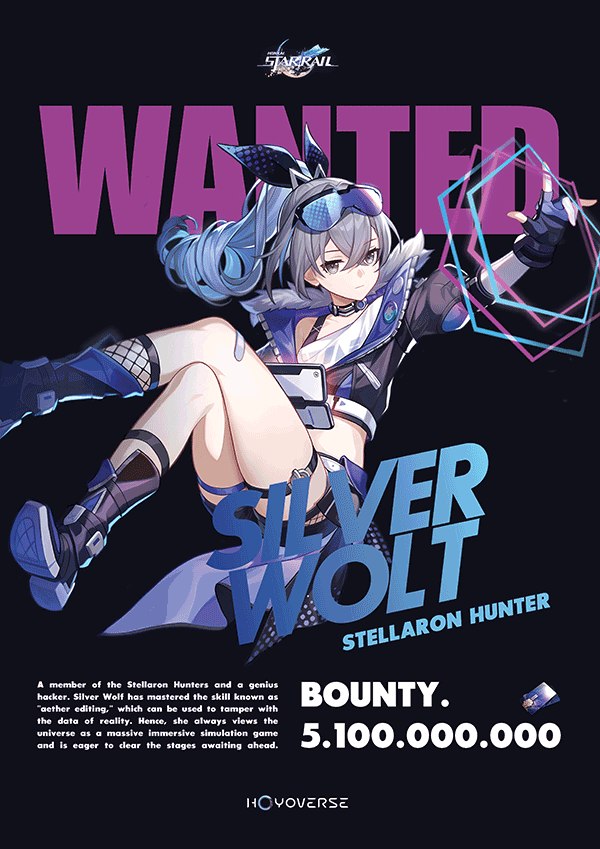 HONKAI
STAR RAIL
WANTED
SILVER
WOLT
STELLARON HUNTER
A member of the Stellaron Hunters and a genius
hacker. Silver Wolf has mastered the skill known as
"aether editing," which can be used to tamper with
the data of reality. Hence, she always views the
universe as a massive immersive simulation game
and is eager to clear the stages awaiting ahead.
BOUNTY.
5.100.000.000
HOYOVERSE